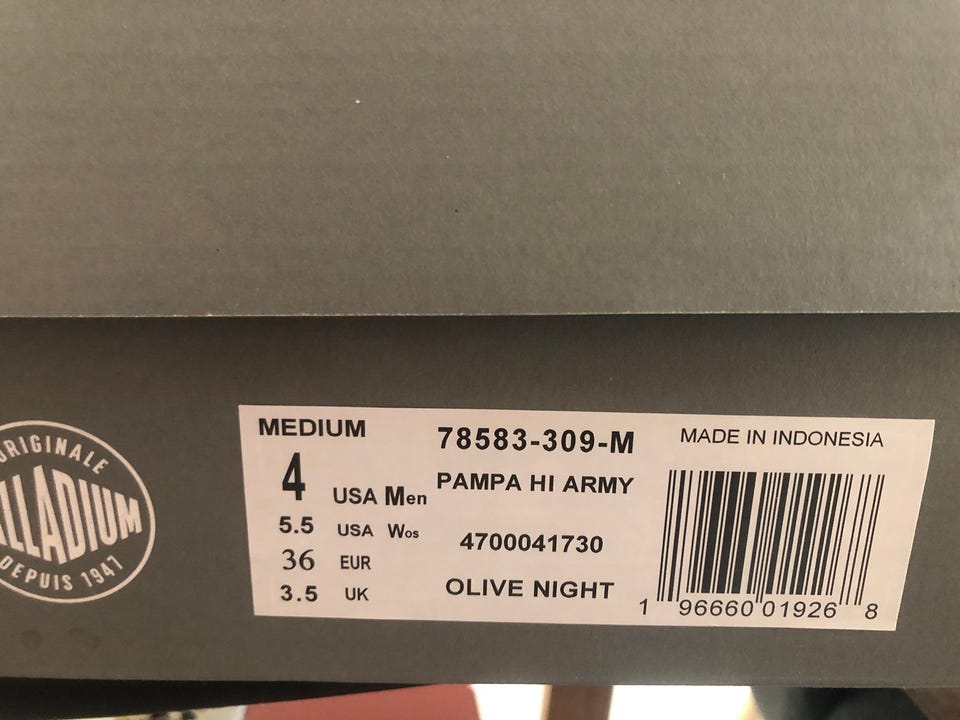 ORIGINALE
ALLADIUM
DEPUIS 1947
MEDIUM
4 USA Men
5.5 USA Wos
36 EUR
3.5 UK
78583-309-M
PAMPA HI ARMY
4700041730
OLIVE NIGHT
MADE IN INDONESIA
1 96660 01926 8